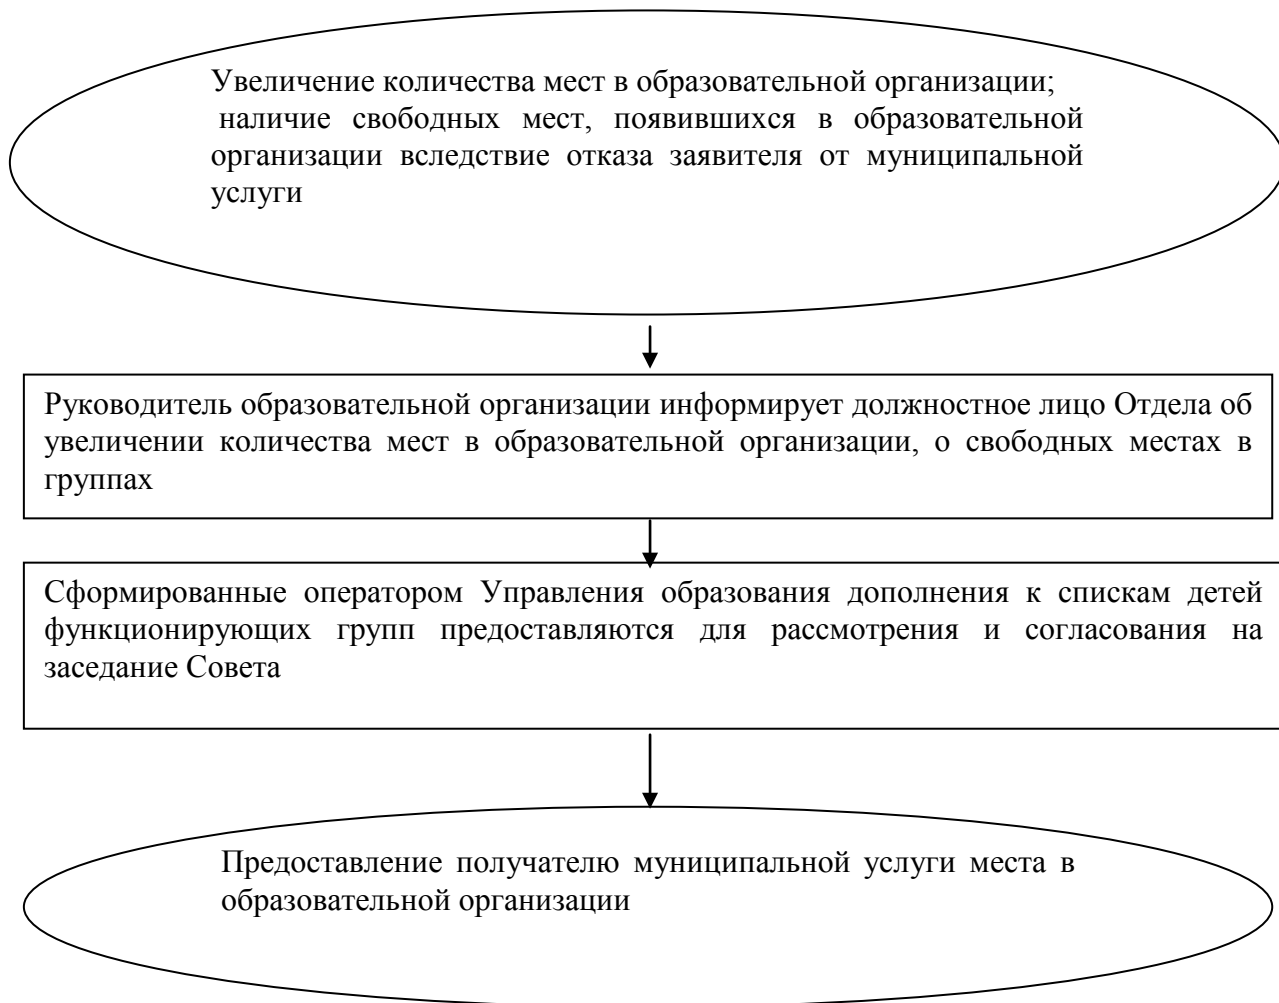 Увеличение количества мест в образовательной организации;
наличие свободных мест, появившихся в образовательной
организации вследствие отказа заявителя от муниципальной
услуги
Руководитель образовательной организации информирует должностное лицо Отдела об
увеличении количества мест в образовательной организации, о свободных местах в
группах
Сформированные оператором Управления образования дополнения к спискам детей
функционирующих групп предоставляются для рассмотрения и согласования на
заседание Совета
Предоставление получателю муниципальной услуги места в
образовательной организации